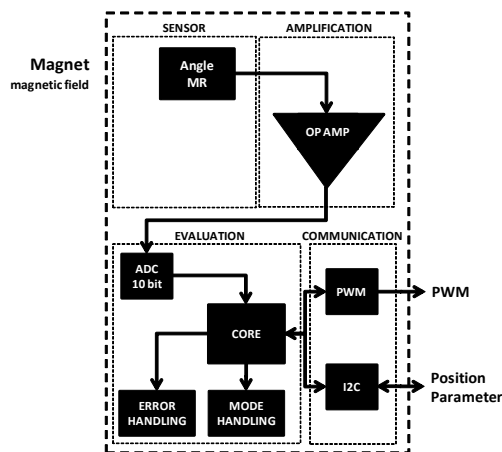 SENSOR
AMPLIFICATION
Magnet
magnetic field
Angle
MR
OP AMP
EVALUATION
COMMUNICATION
ADC
10 bit
CORE
PWM
PWM
ERROR
HANDLING
MODE
HANDLING
I2C
Position
Parameter